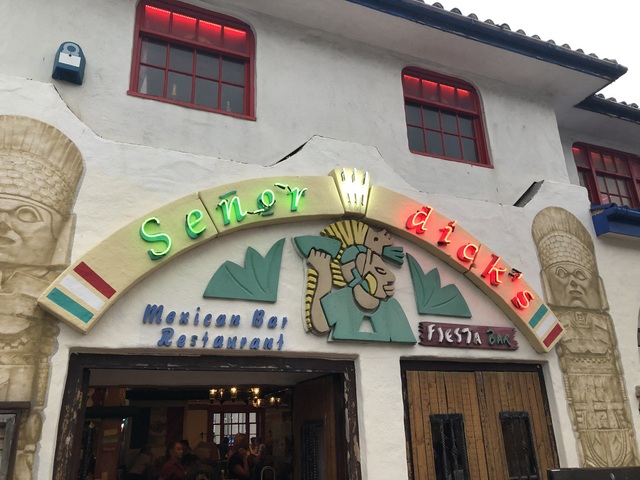 Señor dick's
Mexican Bar
Restaurant
FIESTA BAR